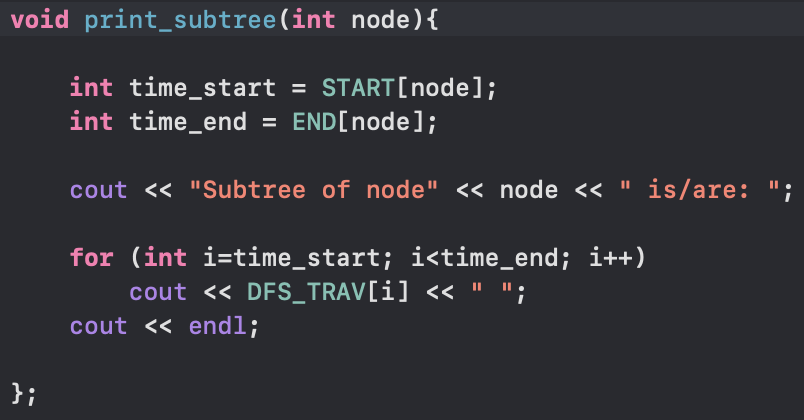 void print_subtree(int node){
    int time_start = START[node];
    int time_end = END[node];
    cout << "Subtree of node" << node << " is/are: ";
    for (int i=time_start; i<time_end; i++)
        cout << DFS_TRAV[i] << " ";
    cout << endl;
};